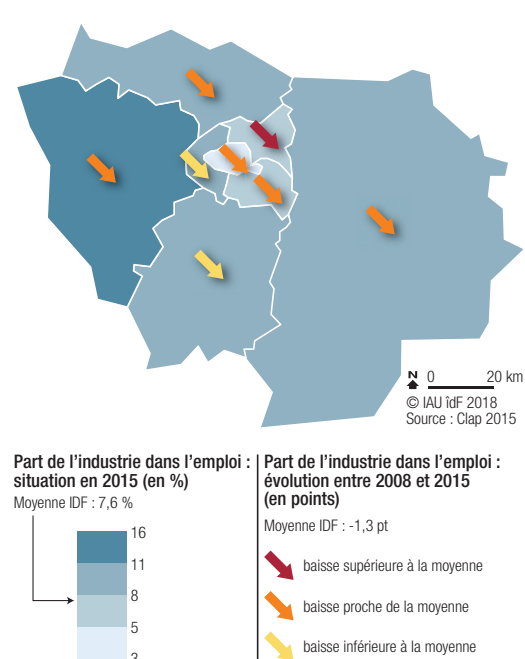 N 0 20 km
© IAU îdF 2018
Source : Clap 2015
Part de l'industrie dans l'emploi :
situation en 2015 (en %)
Moyenne IDF : 7,6 %
16
11
8
5
3
Part de l'industrie dans l'emploi :
évolution entre 2008 et 2015
(en points)
Moyenne IDF : -1,3 pt
baisse supérieure à la moyenne
baisse proche de la moyenne
baisse inférieure à la moyenne